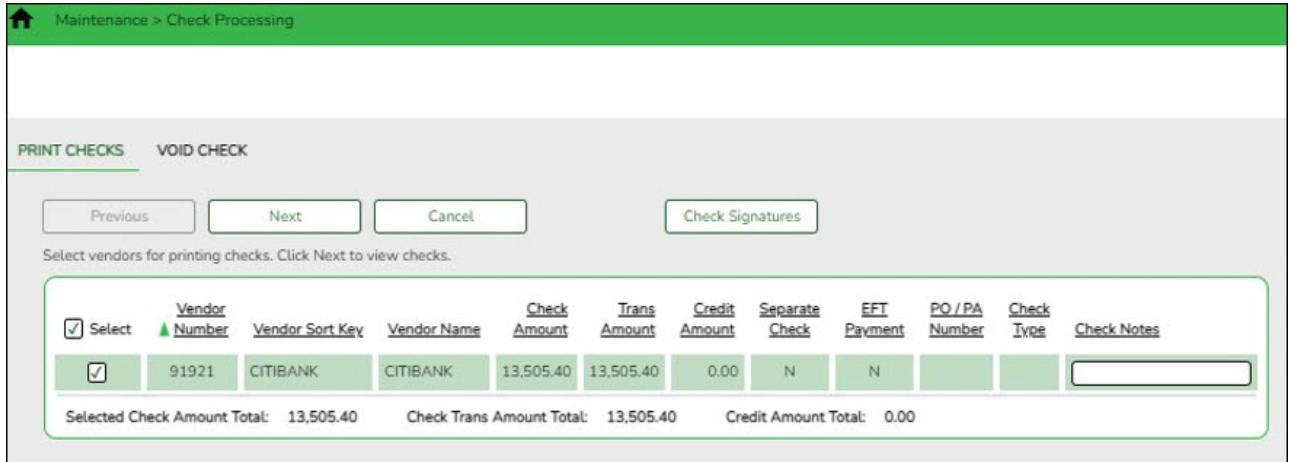 Maintenance > Check Processing
PRINT CHECKS VOID CHECK
Previous Next Cancel Check Signatures
Select vendors for printing checks. Click Next to view checks.
Select Vendor Number Vendor Sort Key Vendor Name Check Amount Trans Amount Credit Amount Separate Check EFT Payment PO / PA Number Check Type Check Notes
91921 CITIBANK CITIBANK 13,505.40 13,505.40 0.00 N N
Selected Check Amount Total: 13,505.40 Check Trans Amount Total: 13,505.40 Credit Amount Total: 0.00